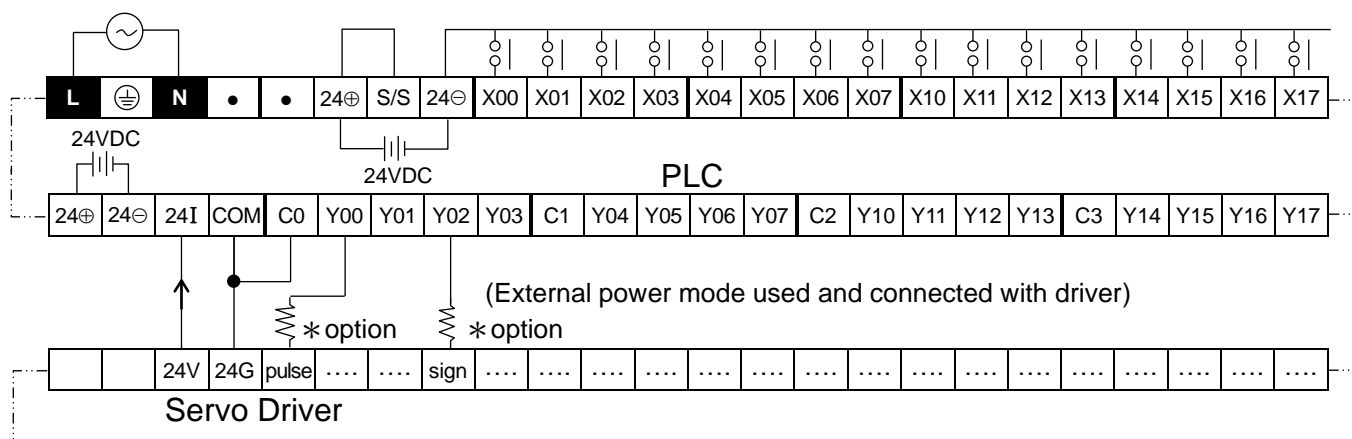 L N • • 24⊕ S/S 24⊖ X00 X01 X02 X03 X04 X05 X06 X07 X10 X11 X12 X13 X14 X15 X16 X17
24VDC
24VDC
PLC
24⊕ 24⊖ 24I COM C0 Y00 Y01 Y02 Y03 C1 Y04 Y05 Y06 Y07 C2 Y10 Y11 Y12 Y13 C3 Y14 Y15 Y16 Y17
(External power mode used and connected with driver)
*option *option
24V 24G pulse .... .... sign .... .... .... .... .... .... .... .... .... .... .... .... .... .... .... ....
Servo Driver